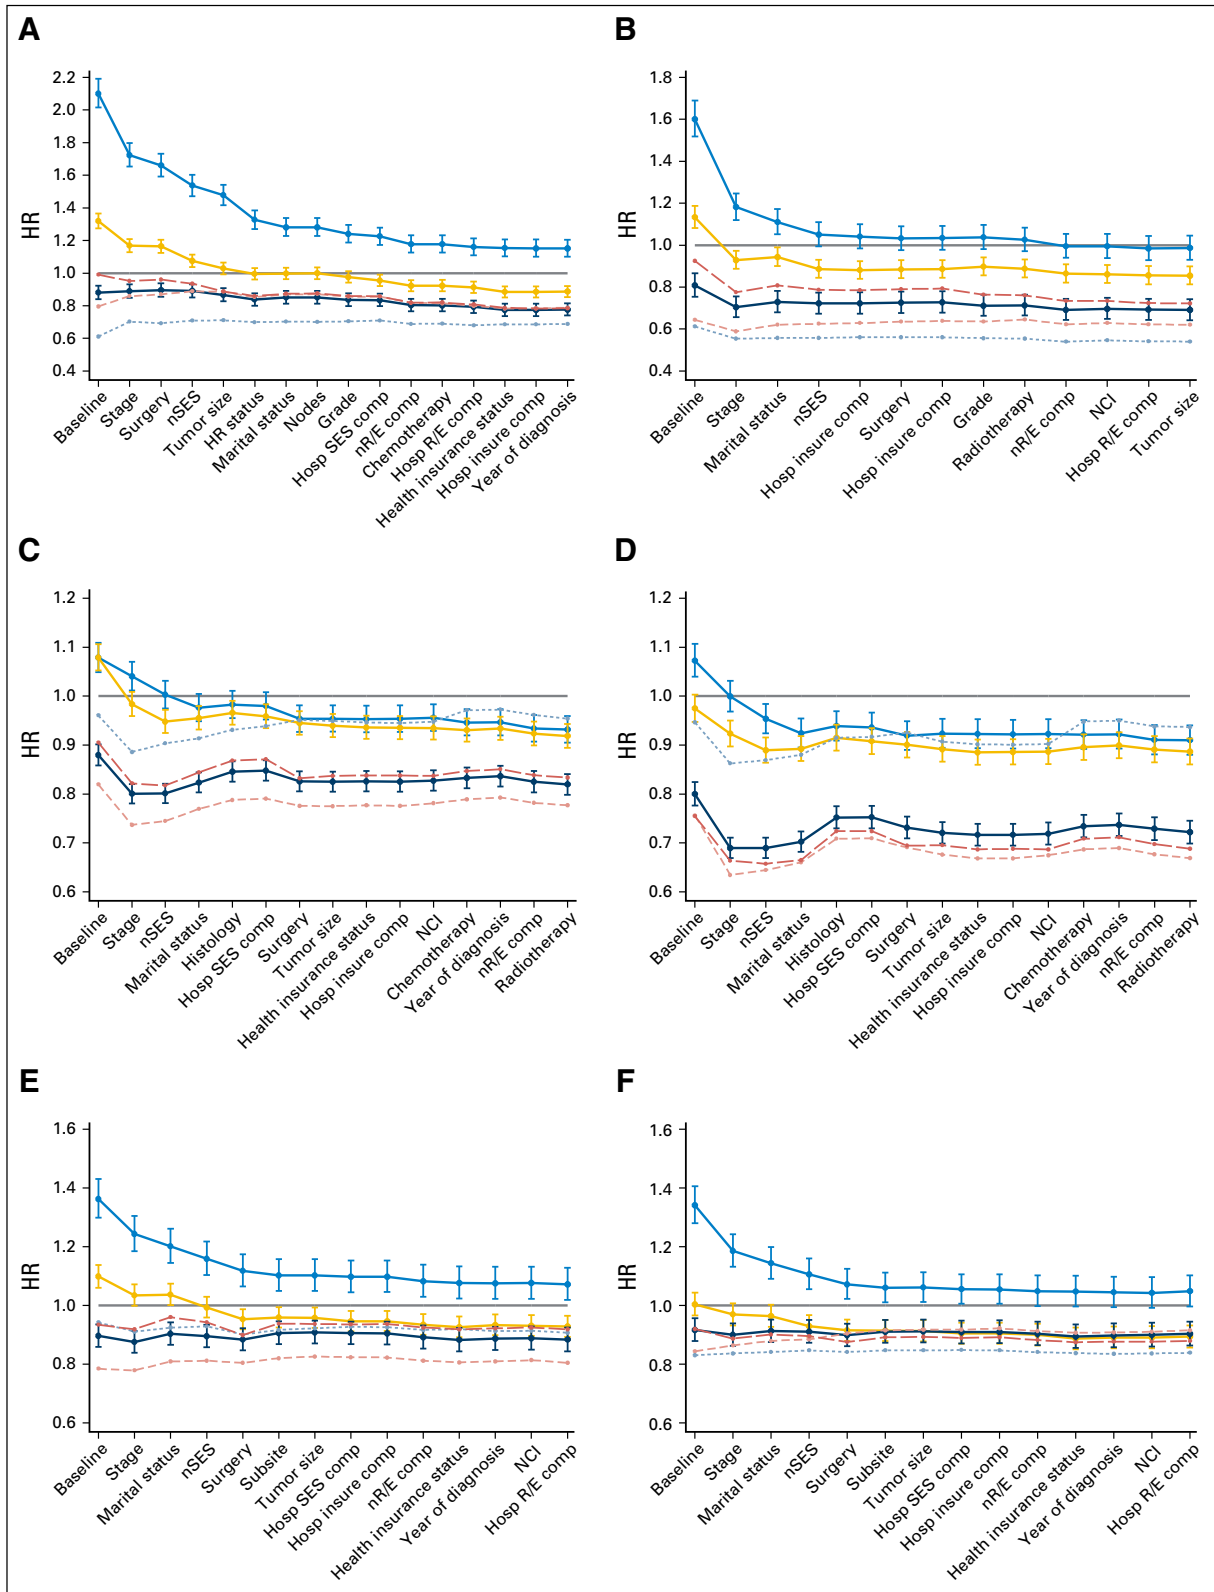 A
HR
2.2
2.0
1.8
1.6
1.4
1.2
1.0
0.8
0.6
0.4
Baseline
Stage
Surgery
nSES
Tumor size
HR status
Marital status
Nodes
Grade
Hosp SES comp
nR/E comp
Chemotherapy
Hosp R/E comp
Health insurance status
Hosp insure comp
Year of diagnosis
B
HR
1.8
1.6
1.4
1.2
1.0
0.8
0.6
0.4
Baseline
Stage
Marital status
nSES
Hosp insure comp
Surgery
Hosp insure comp
Grade
Radiotherapy
nR/E comp
NCI
Hosp R/E comp
Tumor size
C
HR
1.2
1.1
1.0
0.9
0.8
0.7
0.6
Baseline
Stage
nSES
Marital status
Histology
Hosp SES comp
Surgery
Tumor size
Health insurance status
Hosp insure comp
NCI
Chemotherapy
Year of diagnosis
nR/E comp
Radiotherapy
D
HR
1.2
1.1
1.0
0.9
0.8
0.7
0.6
Baseline
Stage
nSES
Marital status
Histology
Hosp SES comp
Surgery
Tumor size
Health insurance status
Hosp insure comp
NCI
Chemotherapy
Year of diagnosis
nR/E comp
Radiotherapy
E
HR
1.6
1.4
1.2
1.0
0.8
0.6
Baseline
Stage
Marital status
nSES
Surgery
Subsite
Tumor size
Hosp SES comp
Hosp insure comp
nR/E comp
Health insurance status
Year of diagnosis
NCI
Hosp R/E comp
F
HR
1.6
1.4
1.2
1.0
0.8
0.6
Baseline
Stage
Marital status
nSES
Surgery
Subsite
Tumor size
Hosp SES comp
Hosp insure comp
nR/E comp
Health insurance status
Year of diagnosis
NCI
Hosp R/E comp